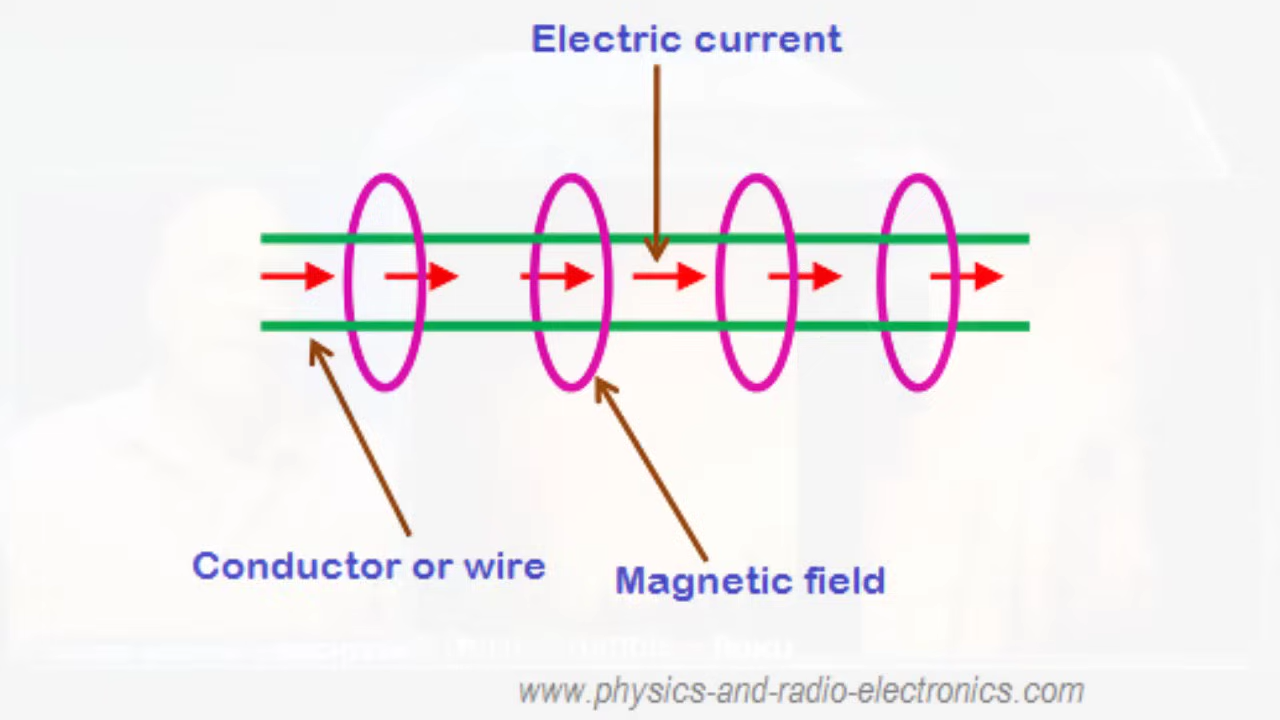 Electric current
Conductor or wire
Magnetic field
www.physics-and-radio-electronics.com